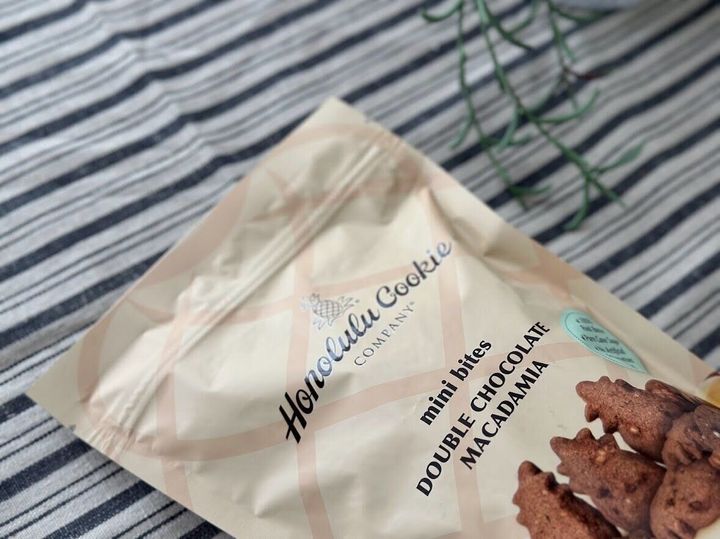 Honolulu Cookie
COMPANY®
mini bites
DOUBLE CHOCOLATE
MACADAMIA